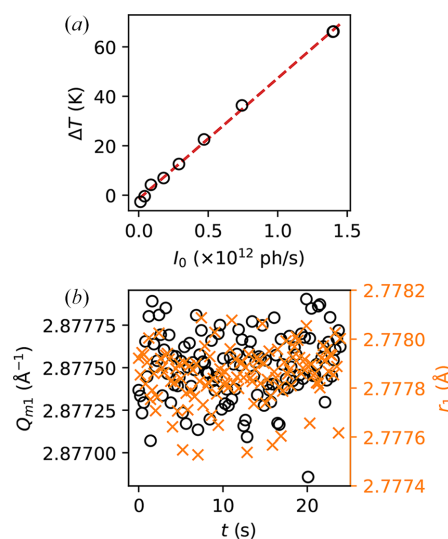 (a)
60
40
20
0
ΔT (K)
0.0 0.5 1.0 1.5
I₀ (×10¹² ph/s)
(b)
2.87775
2.87750
2.87725
2.87700
Qₘ₁ (Å⁻¹)
2.7782
2.7780
2.7778
2.7776
2.7774
r₁ (Å)
0 10 20
t (s)